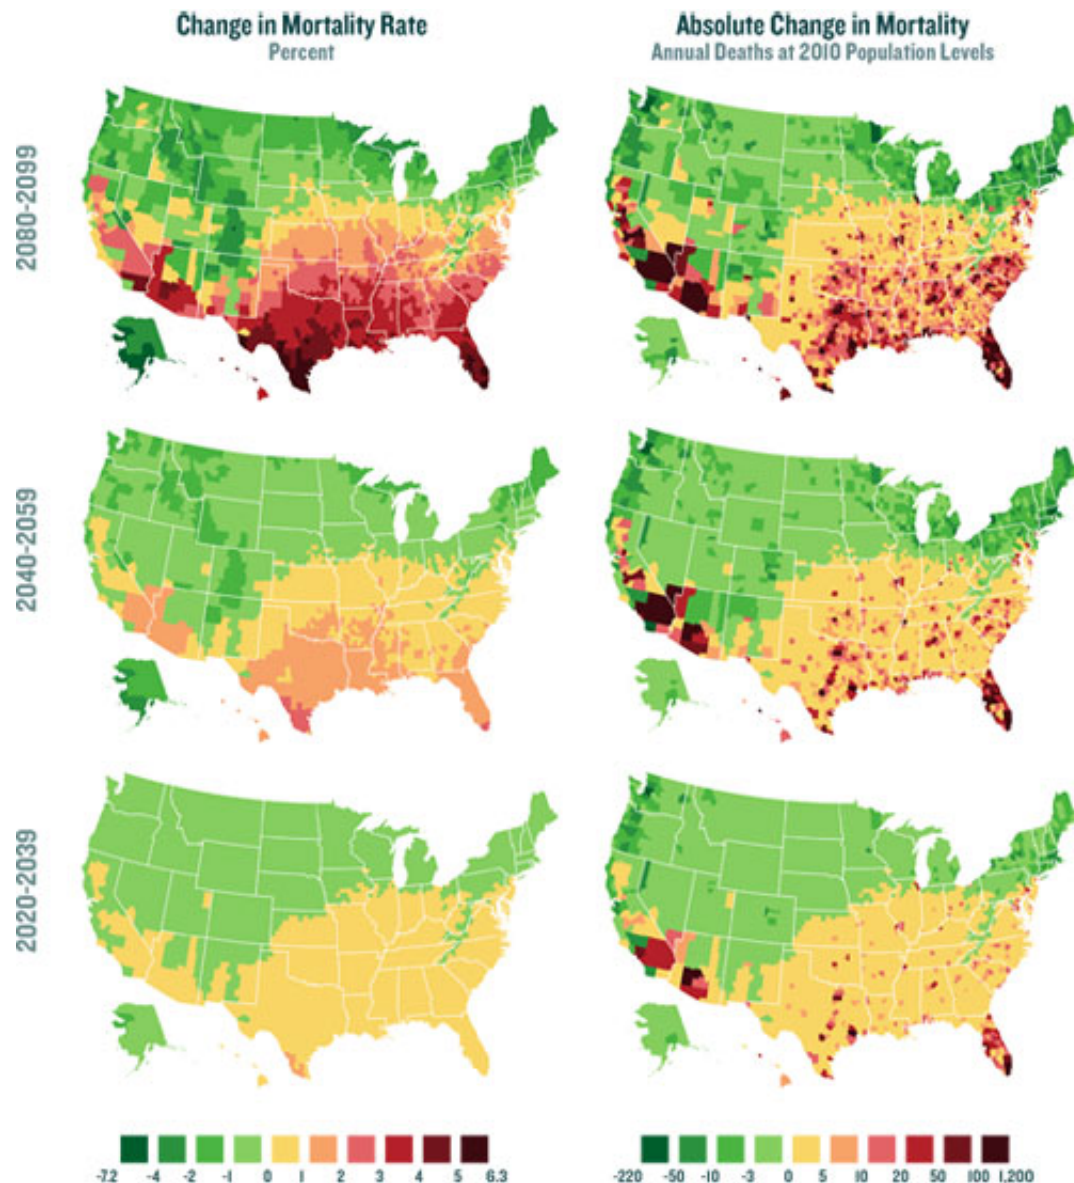 Change in Mortality Rate
Percent
Absolute Change in Mortality
Annual Deaths at 2010 Population Levels
2080-2099
2040-2059
2020-2039
-7.2 -4 -2 -1 0 1 2 3 4 5 6.3
-220 -50 -10 -3 0 5 10 20 50 100 1,200